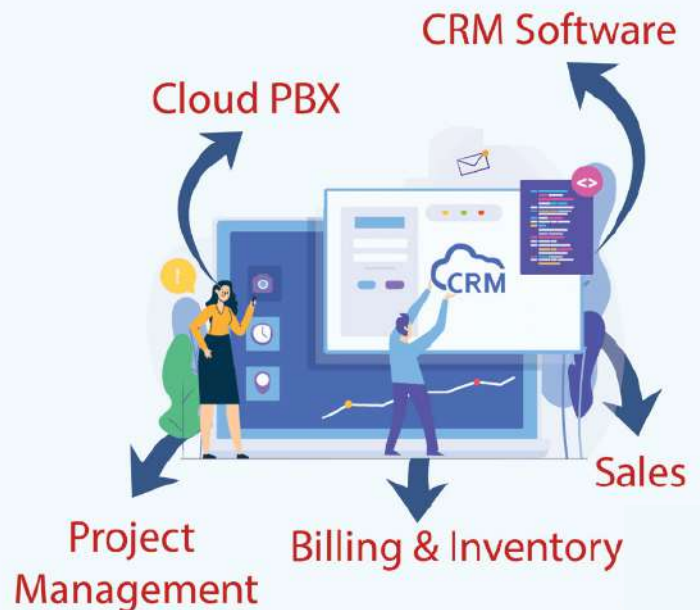 CRM Software
Cloud PBX
CRM
Sales
Project
Management
Billing & Inventory